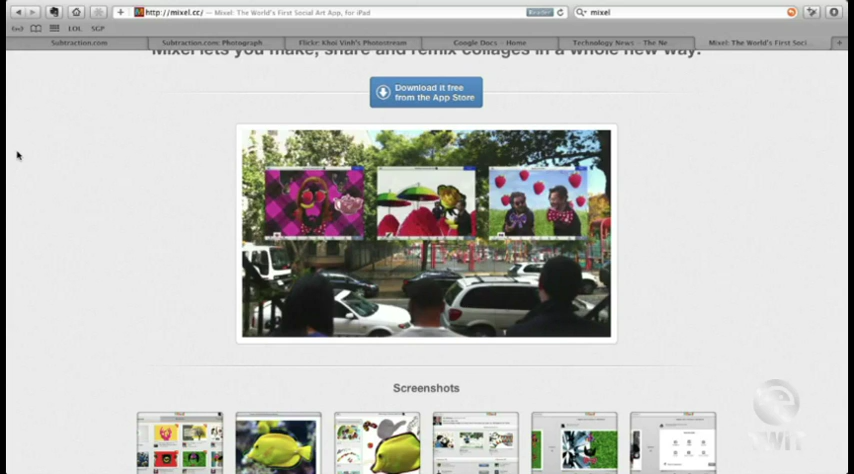 http://mixel.cc/ — Mixel: The World's First Social Art App, for iPad
Reader
mixel
LOL
SGP
Subtraction.com
Subtraction.com: Photograph
Flickr: Khoi Vinh's Photostream
Google Docs - Home
Technology News - The Ne
Mixel: The World's First Soci...
Mixel lets you make, share and remix collages in a whole new way.
Download it free
from the App Store
Screenshots
TWiT